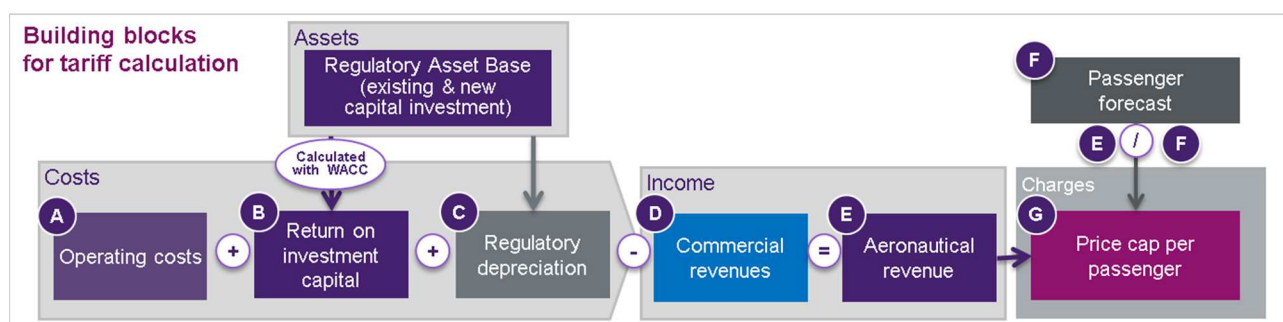 Building blocks
for tariff calculation
Assets
Regulatory Asset Base
(existing & new
capital investment)
F
Passenger
forecast
Calculated
with WACC
E / F
Costs
Income
Charges
A
Operating costs
+
B
Return on
investment
capital
+
C
Regulatory
depreciation
-
D
Commercial
revenues
=
E
Aeronautical
revenue
G
Price cap per
passenger